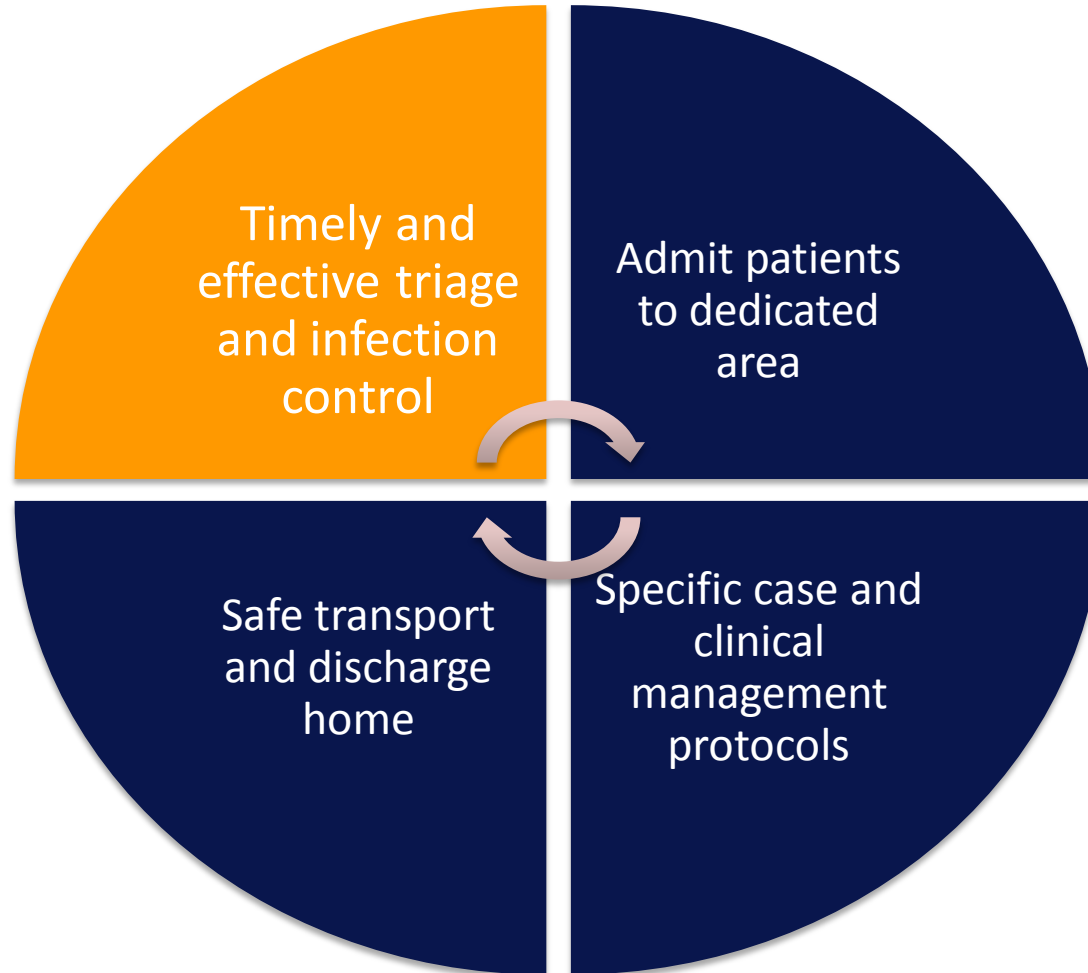 Timely and
effective triage
and infection
control
Admit patients
to dedicated
area
Safe transport
and discharge
home
Specific case and
clinical
management
protocols